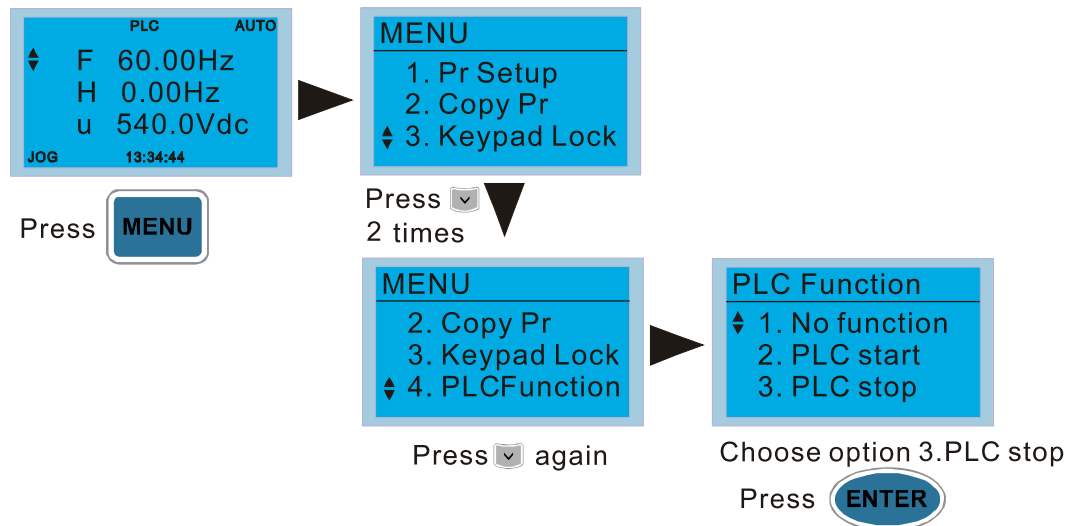 PLC AUTO
F 60.00Hz
H 0.00Hz
u 540.0Vdc
JOG 13:34:44
Press MENU
MENU
1. Pr Setup
2. Copy Pr
3. Keypad Lock
Press
2 times
MENU
2. Copy Pr
3. Keypad Lock
4. PLCFunction
Press again
PLC Function
1. No function
2. PLC start
3. PLC stop
Choose option 3.PLC stop
Press ENTER